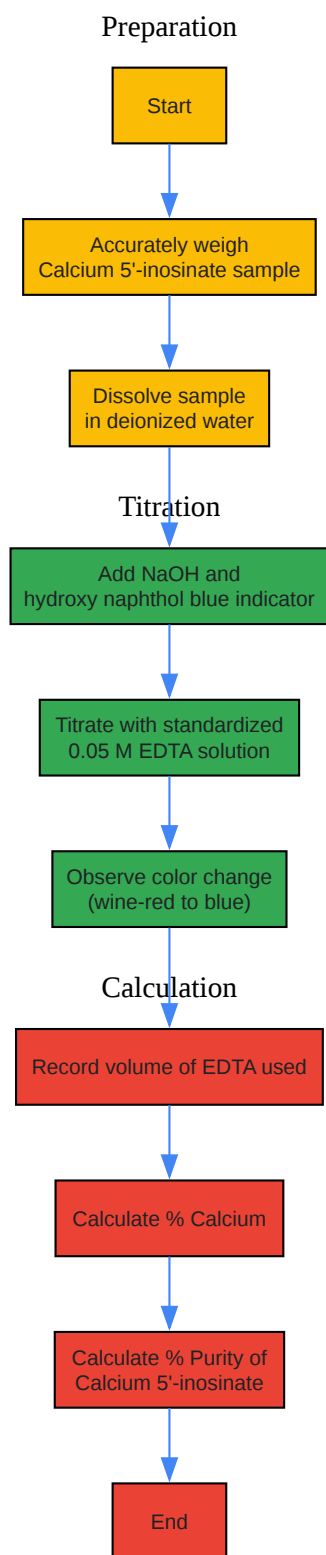 Preparation
Start
Accurately weigh
Calcium 5'-inosinate sample
Dissolve sample
in deionized water
Titration
Add NaOH and
hydroxy naphthol blue indicator
Titrate with standardized
0.05 M EDTA solution
Observe color change
(wine-red to blue)
Calculation
Record volume of EDTA used
Calculate % Calcium
Calculate % Purity of
Calcium 5'-inosinate
End